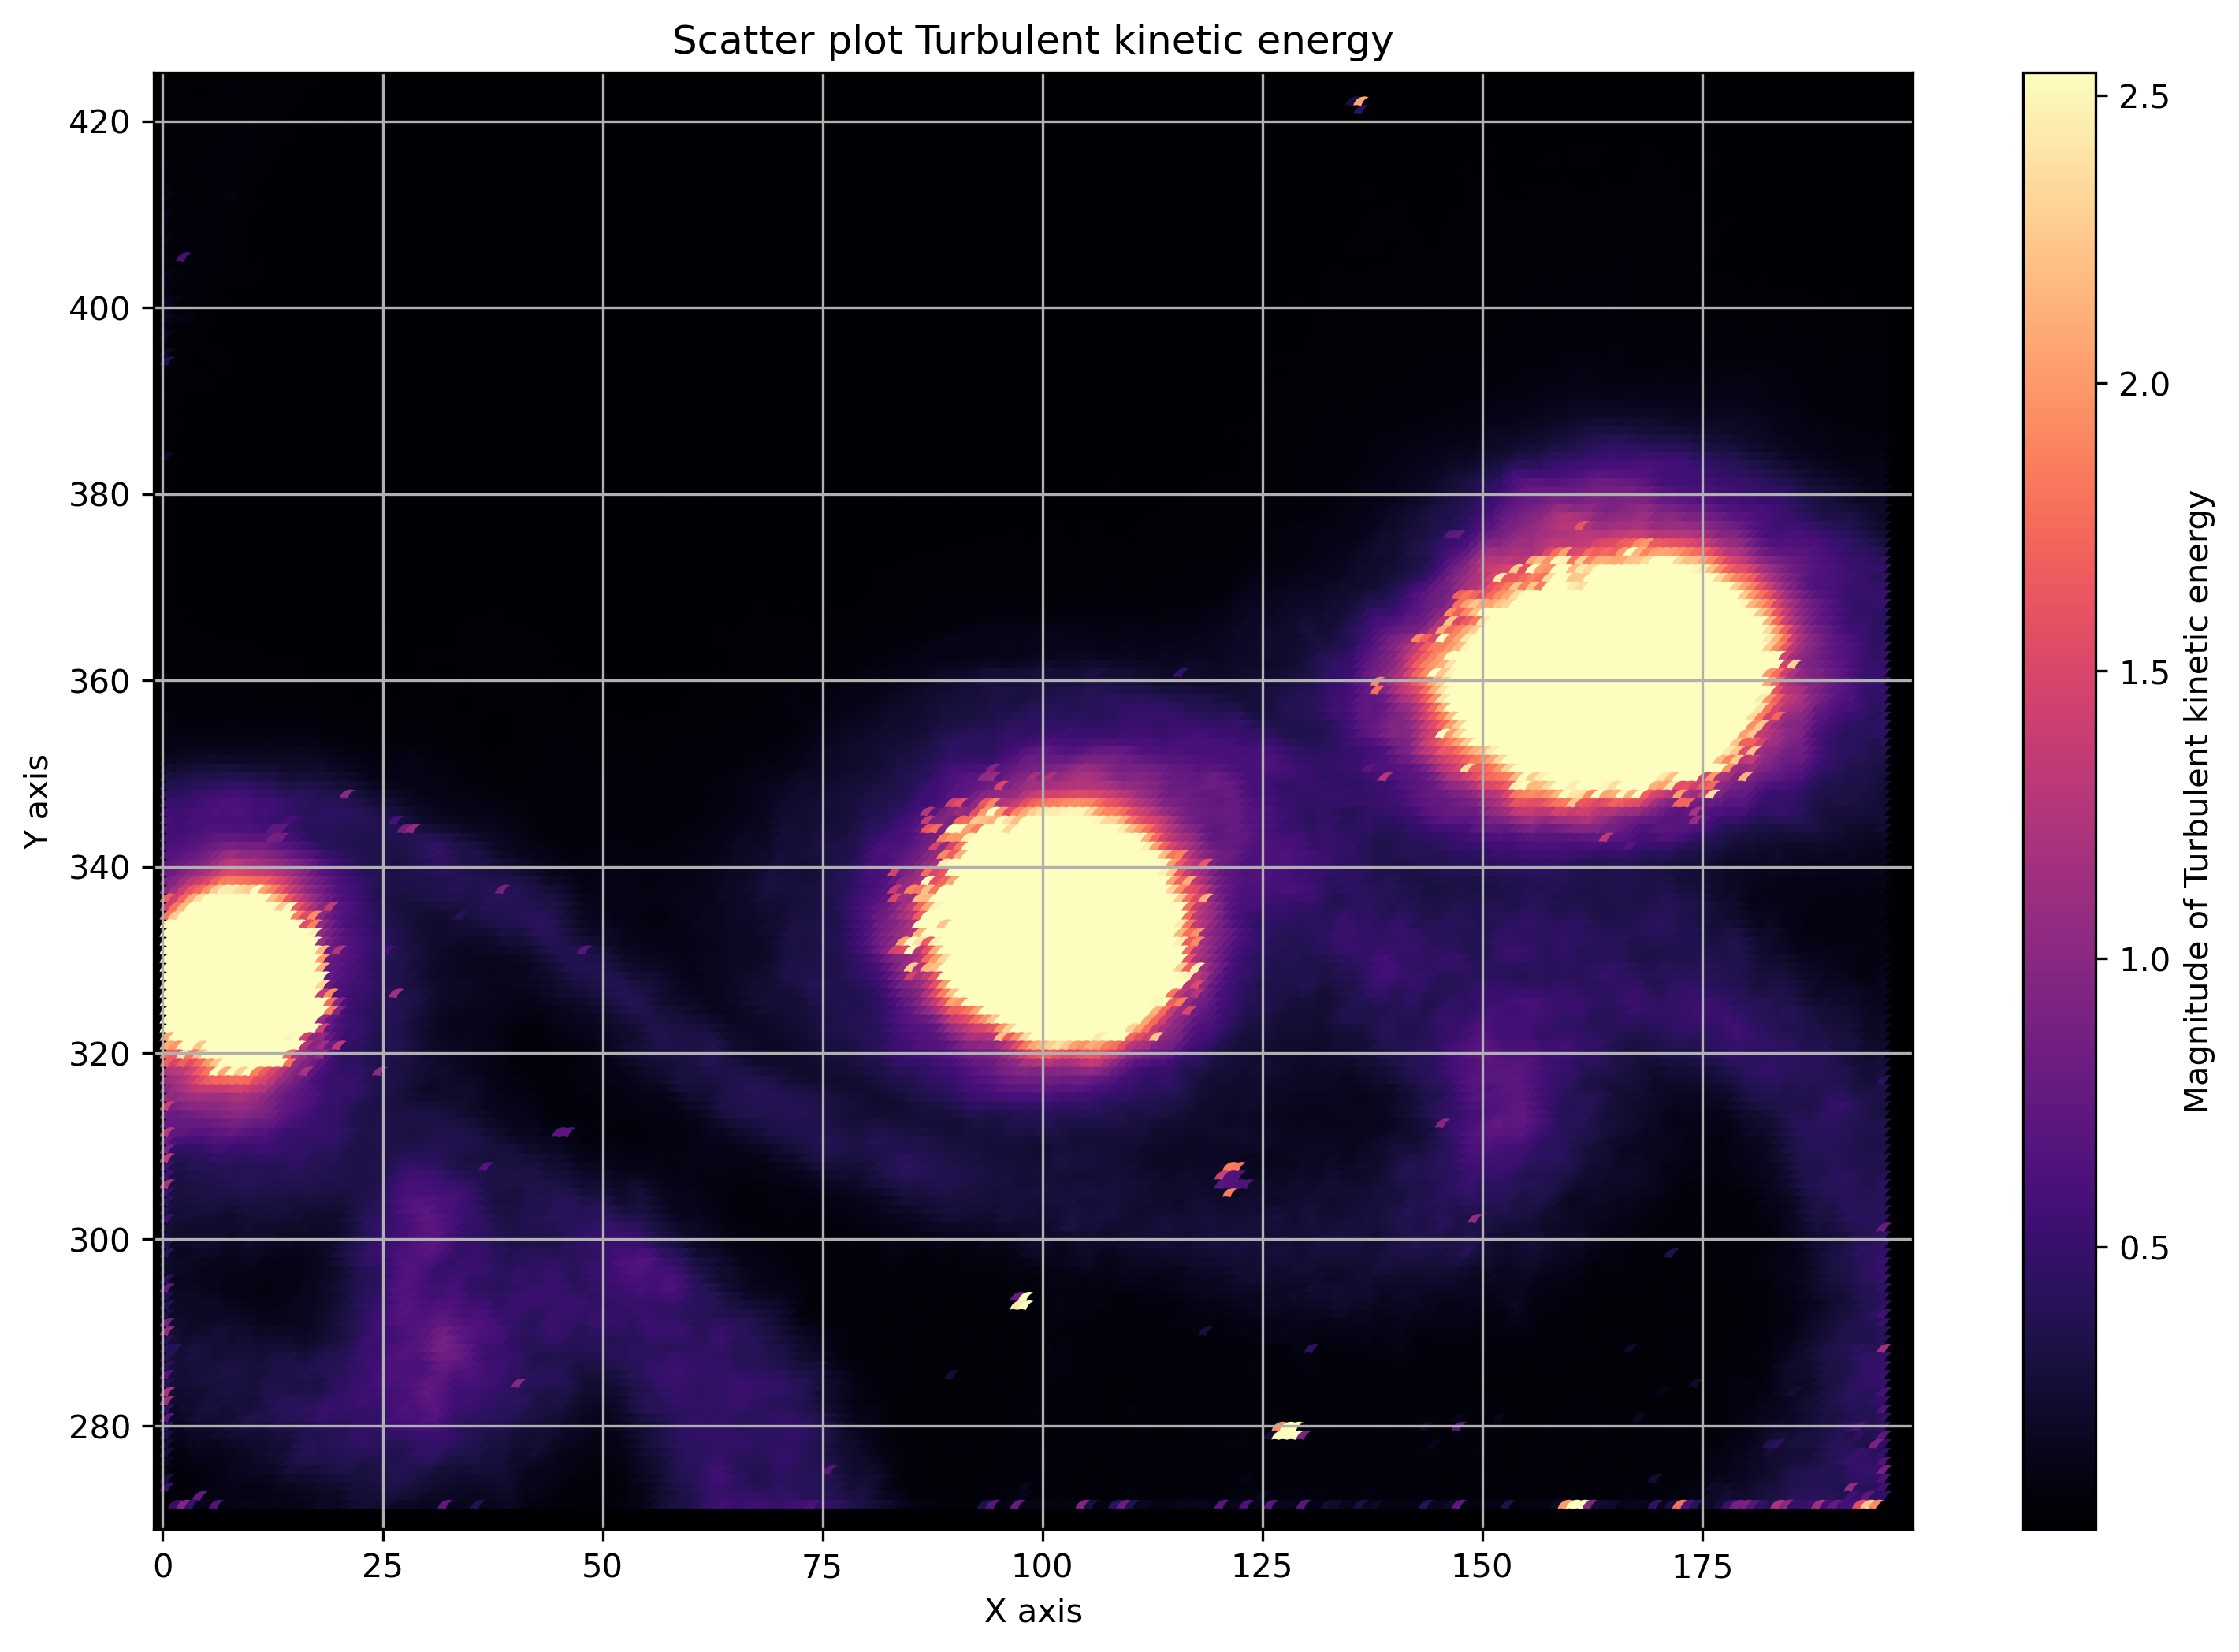 Scatter plot Turbulent kinetic energy
420
400
380
360
340
320
300
280
Y axis
0 25 50 75 100 125 150 175
X axis
2.5
2.0
1.5
1.0
0.5
Magnitude of Turbulent kinetic energy